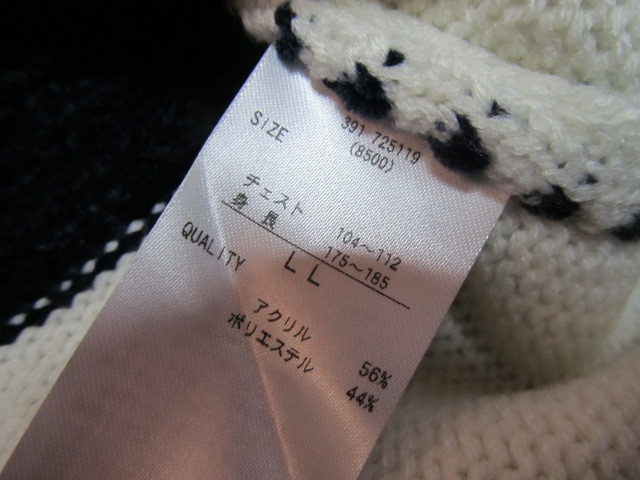 391 725119
(8500)
SIZE
チェスト 104～112
身長 175～185
LL
QUALITY
アクリル 56%
ポリエステル 44%